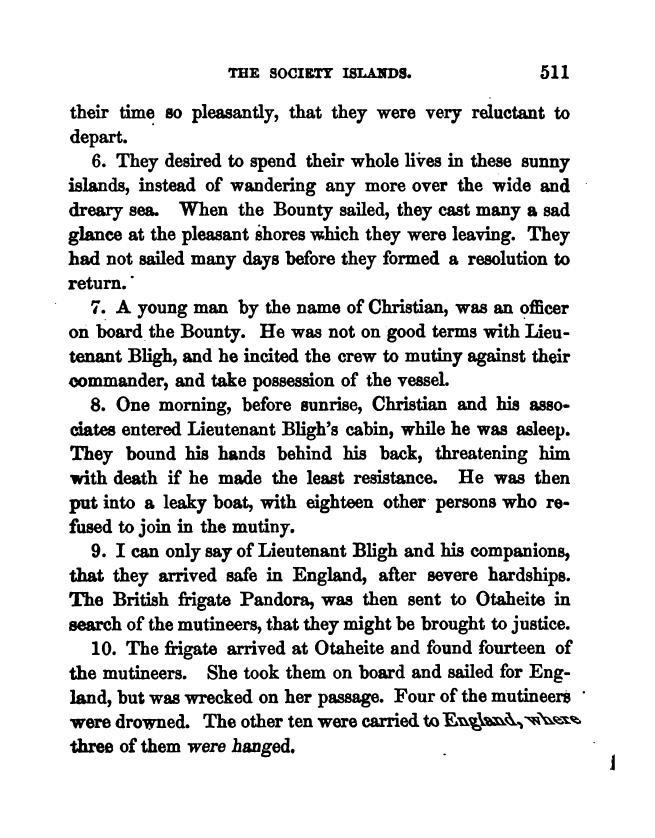 THE SOCIETY ISLANDS. 511
their time so pleasantly, that they were very reluctant to
depart.
6. They desired to spend their whole lives in these sunny
islands, instead of wandering any more over the wide and
dreary sea. When the Bounty sailed, they cast many a sad
glance at the pleasant shores which they were leaving. They
had not sailed many days before they formed a resolution to
return.
7. A young man by the name of Christian, was an officer
on board the Bounty. He was not on good terms with Lieu-
tenant Bligh, and he incited the crew to mutiny against their
commander, and take possession of the vessel.
8. One morning, before sunrise, Christian and his asso-
ciates entered Lieutenant Bligh's cabin, while he was asleep.
They bound his hands behind his back, threatening him
with death if he made the least resistance. He was then
put into a leaky boat, with eighteen other persons who re-
fused to join in the mutiny.
9. I can only say of Lieutenant Bligh and his companions,
that they arrived safe in England, after severe hardships.
The British frigate Pandora, was then sent to Otaheite in
search of the mutineers, that they might be brought to justice.
10. The frigate arrived at Otaheite and found fourteen of
the mutineers. She took them on board and sailed for Eng-
land, but was wrecked on her passage. Four of the mutineers
were drowned. The other ten were carried to England, where
three of them were hanged.